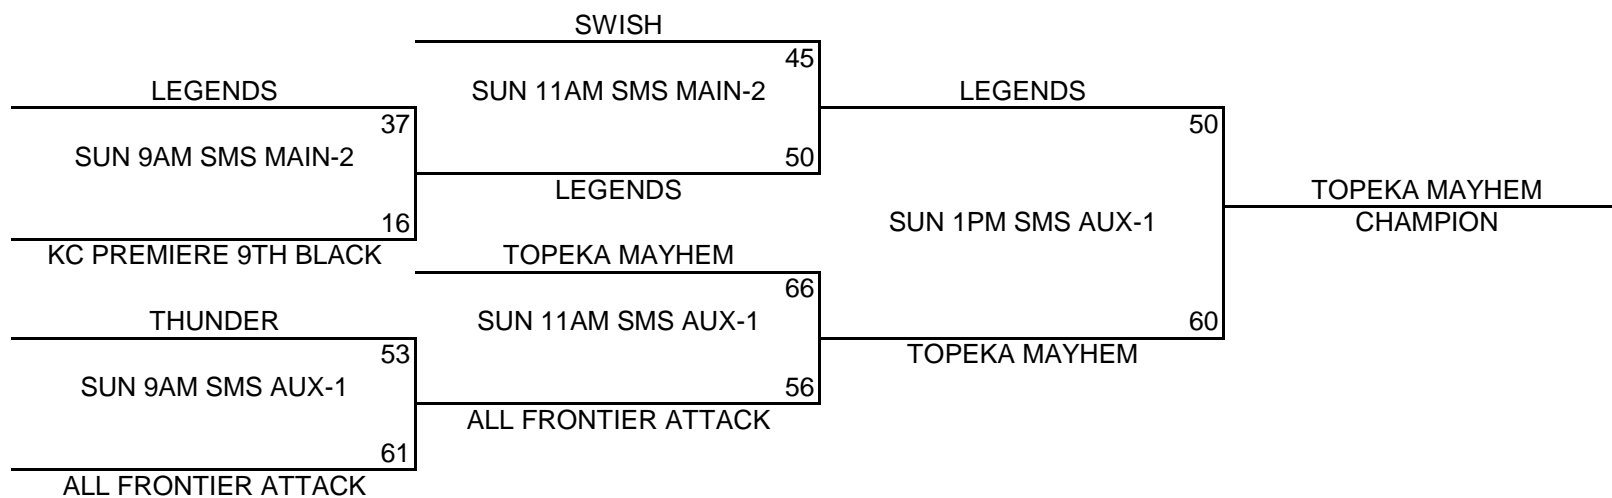 SWISH
45
LEGENDS
SUN 11AM SMS MAIN-2
LEGENDS
37
50
SUN 9AM SMS MAIN-2
50
LEGENDS
TOPEKA MAYHEM
16
SUN 1PM SMS AUX-1
CHAMPION
KC PREMIERE 9TH BLACK
TOPEKA MAYHEM
66
THUNDER
SUN 11AM SMS AUX-1
60
53
TOPEKA MAYHEM
SUN 9AM SMS AUX-1
56
ALL FRONTIER ATTACK
61
ALL FRONTIER ATTACK